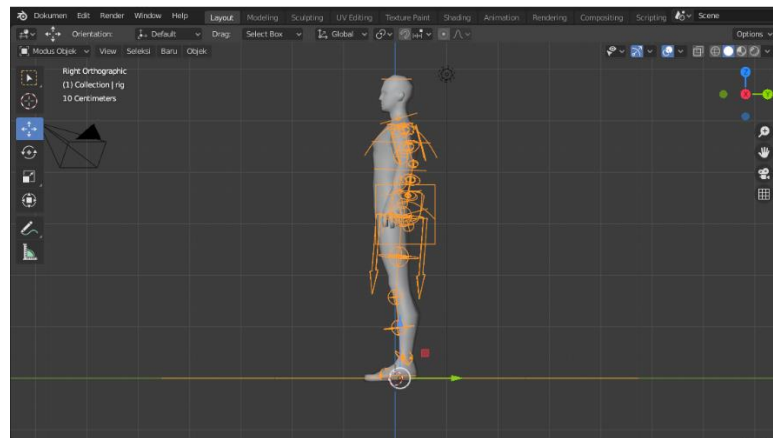 Dokumen Edit Render Window Help Layout Modeling Sculpting UV Editing Texture Paint Shading Animation Rendering Compositing Scripting Scene
Orientation: Default Drag: Select Box Global Options
Modus Objek View Seleksi Baru Objek
Right Orthographic
(1) Collection | rig
10 Centimeters
Z
Y